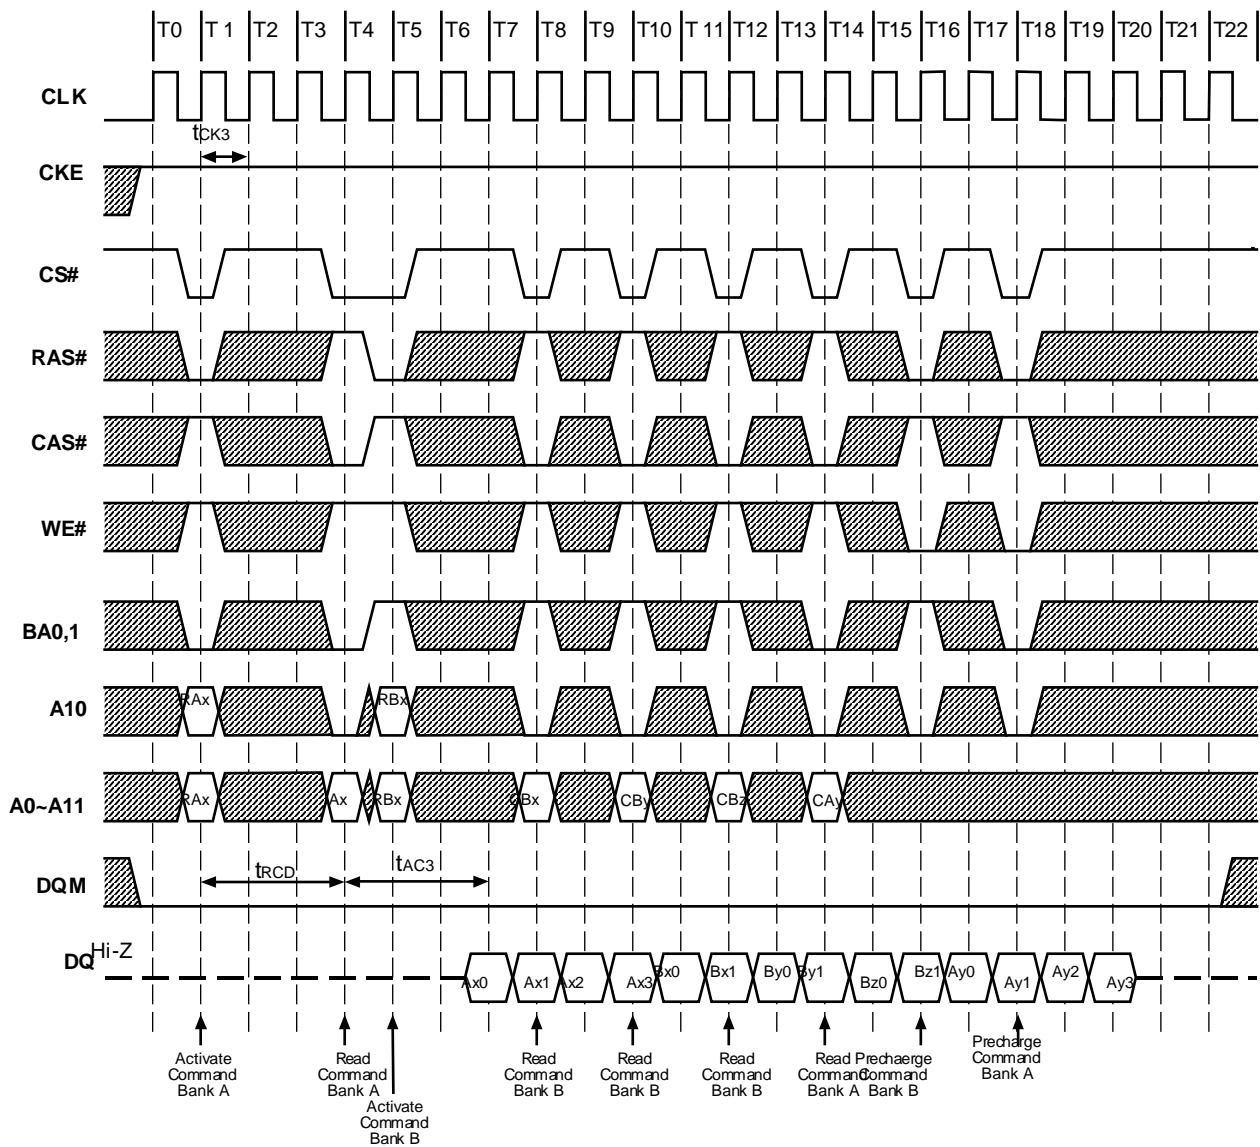 T0 T 1 T2 T3 T4 T5 T6 T7 T8 T9 T10 T 11 T12 T13 T14 T15 T16 T17 T18 T19 T20 T21 T22
CLK
tCK3
CKE
CS#
RAS#
CAS#
WE#
BA0,1
A10
RAx RBx
A0~A11
RAx Ax RBx CBx CBy CBz CAy
DQM
tRCD tAC3
Hi-Z
DQ
Ax0 Ax1 Ax2 Ax3 Bx0 Bx1 By0 By1 Bz0 Bz1 Ay0 Ay1 Ay2 Ay3
Activate
Command
Bank A
Read
Command
Bank A
Activate
Command
Bank B
Read
Command
Bank B
Read
Command
Bank B
Read
Command
Bank B
Read
Command
Bank A
Prechaerge
Command
Bank B
Precharge
Command
Bank A